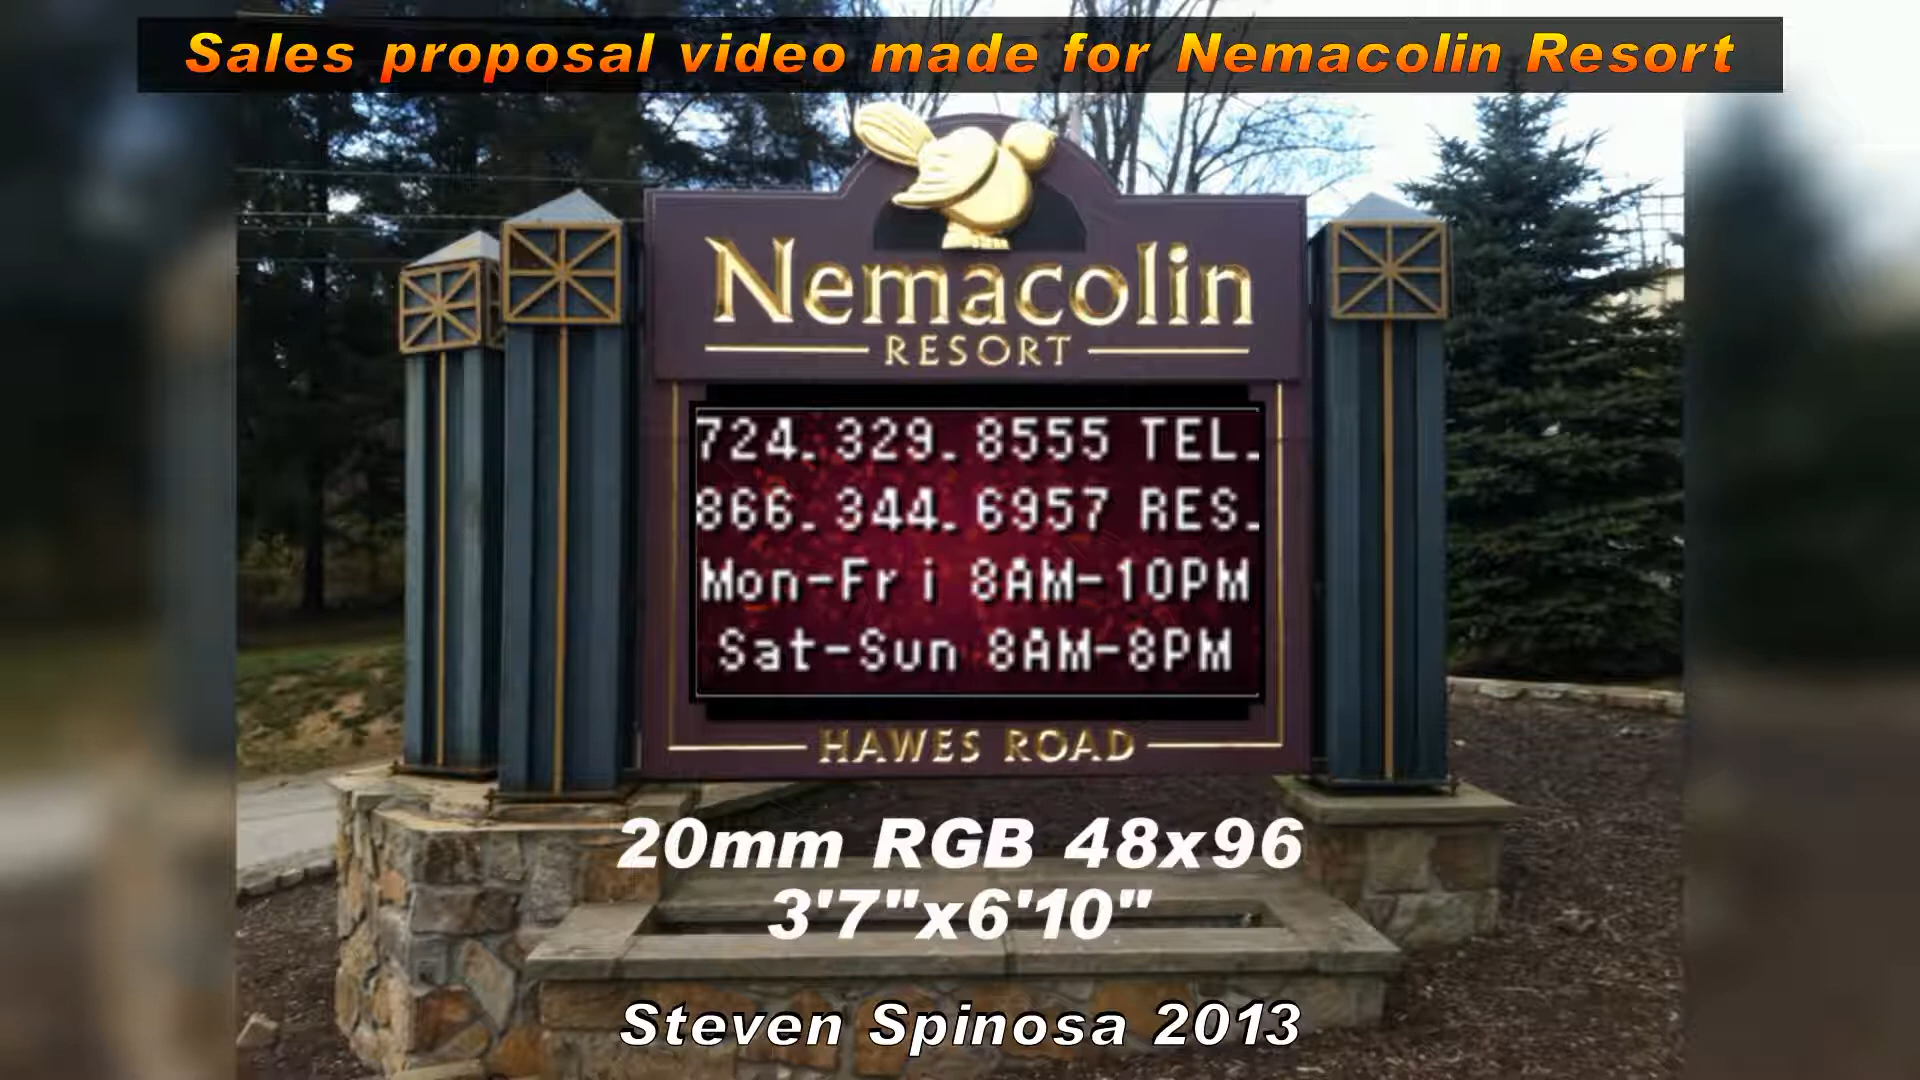 Sales proposal video made for Nemacolin Resort
Nemacolin
RESORT
724.329.8555 TEL.
866.344.6957 RES.
Mon-Fri 8AM-10PM
Sat-Sun 8AM-8PM
HAWES ROAD
20mm RGB 48x96
3'7"x6'10"
Steven Spinosa 2013